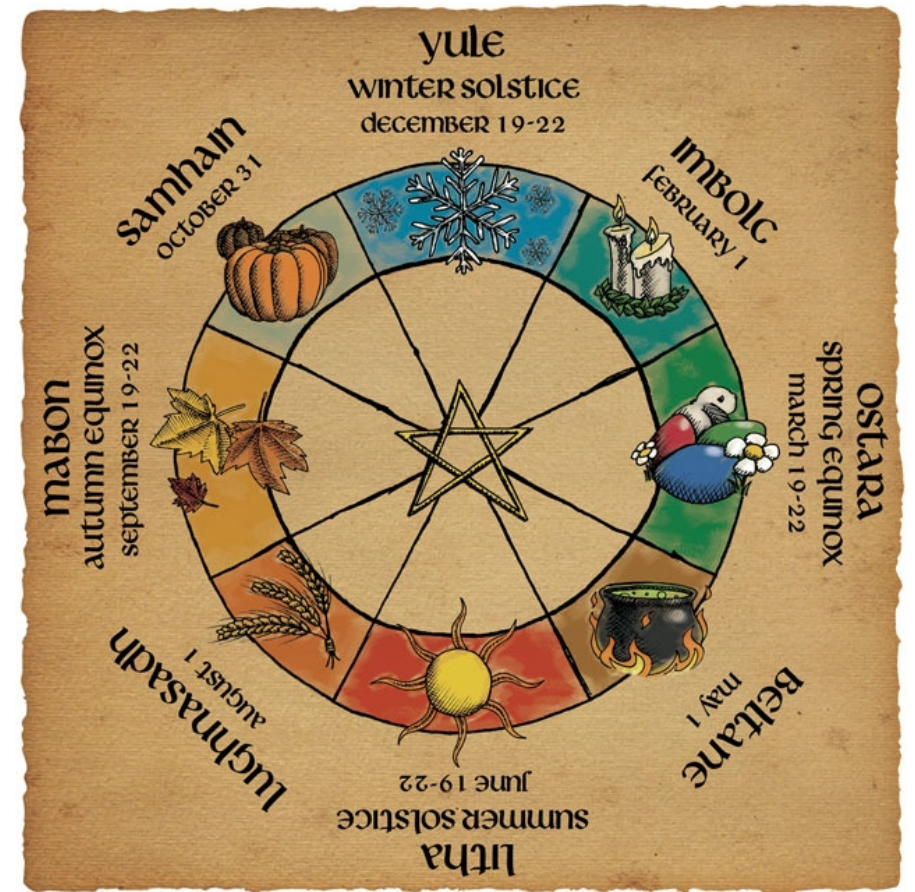 Yule
Winter Solstice
December 19-22
Imbolc
February 1
Ostara
Spring Equinox
March 19-22
Beltane
May 1
Litha
Summer Solstice
June 19-22
Lughnasadh
August 1
Mabon
Autumn Equinox
September 19-22
Samhain
October 31